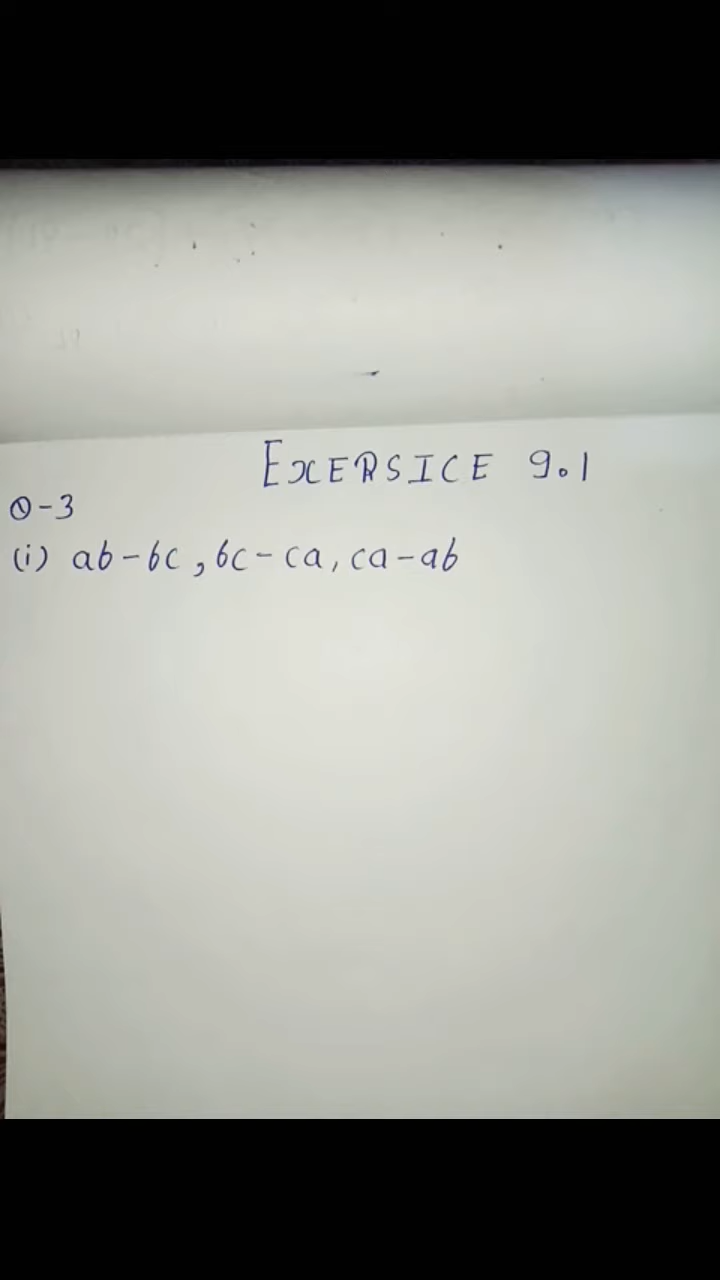 EXERSICE 9.1
Q-3
(i) ab-bc, bc-ca, ca-ab